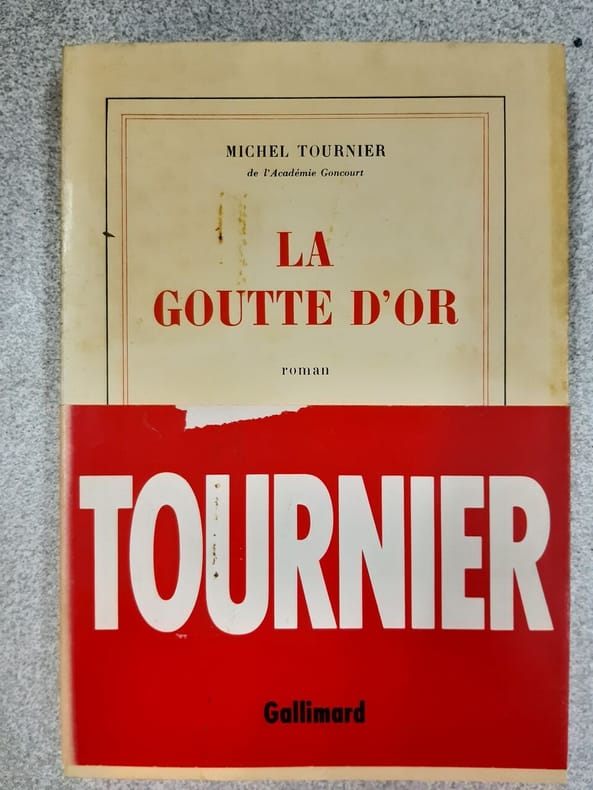 MICHEL TOURNIER
de l'Académie Goncourt
LA
GOUTTE D'OR
roman
TOURNIER
Gallimard